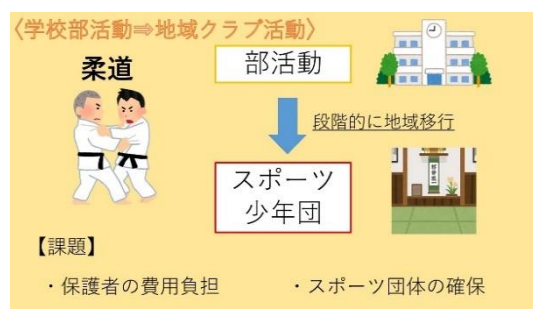 〈学校部活動⇒地域クラブ活動〉
柔道
部活動
段階的に地域移行
スポーツ
少年団
【課題】
・保護者の費用負担
・スポーツ団体の確保